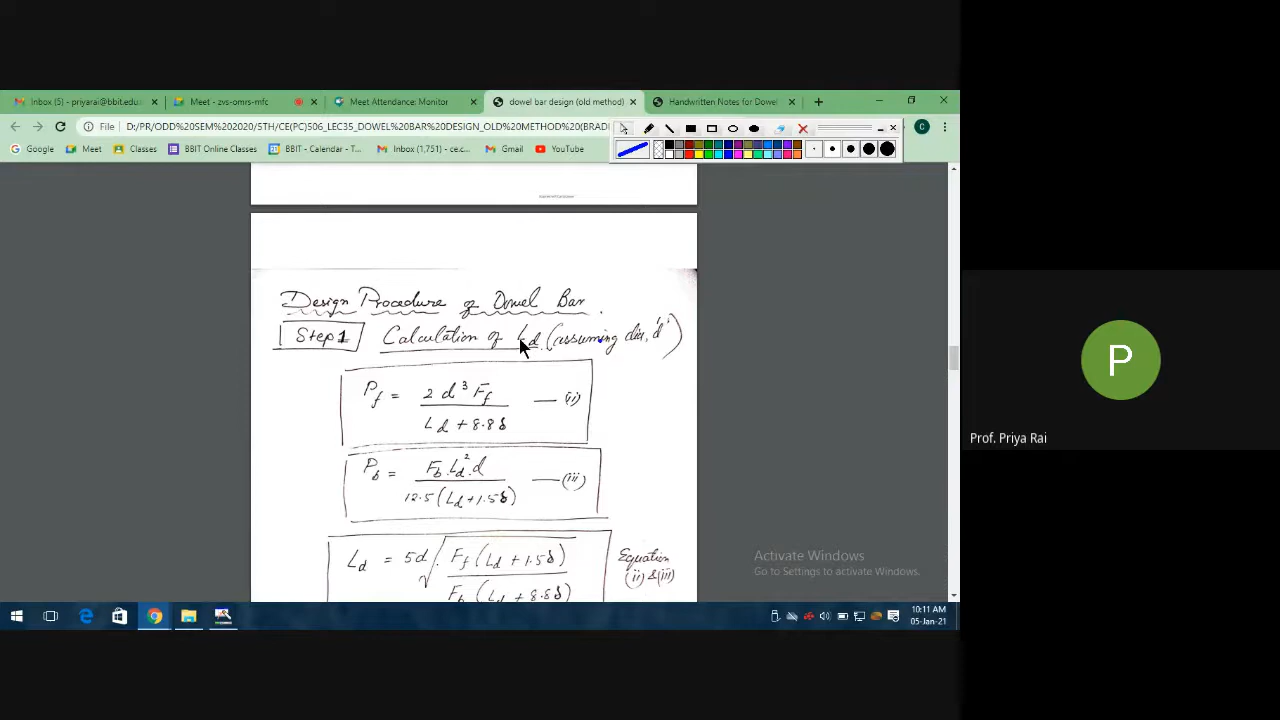 Inbox (5) - priyarai@bbit.edu
Meet - zvs-omrs-mfc
Meet Attendance: Monitor
dowel bar design (old method)
Handwritten Notes for Dowel
File
D:/PR/ODD%20SEM%202020/5TH/CE(PC)506_LEC35_DOWEL%20BAR%20DESIGN_OLD%20METHOD%20(BRAD
Google
Meet
Classes
BBIT Online Classes
BBIT - Calendar - T...
Inbox (1,751) - ce.c...
Gmail
YouTube
Design Procedure of Dowel Bar.
Step 1 Calculation of Ld (assuming dia, 'd')
Pf = 2 d³ Ff / Ld + 8.8δ — (ii)
Pb = Fb. Ld². d / 12.5 (Ld + 1.5δ) — (iii)
Ld = 5d √ Ff (Ld + 1.5δ) / Fb (Ld + 8.8δ) Equation (ii) & (iii)
Activate Windows
Go to Settings to activate Windows.
10:11 AM
05-Jan-21
P
Prof. Priya Rai